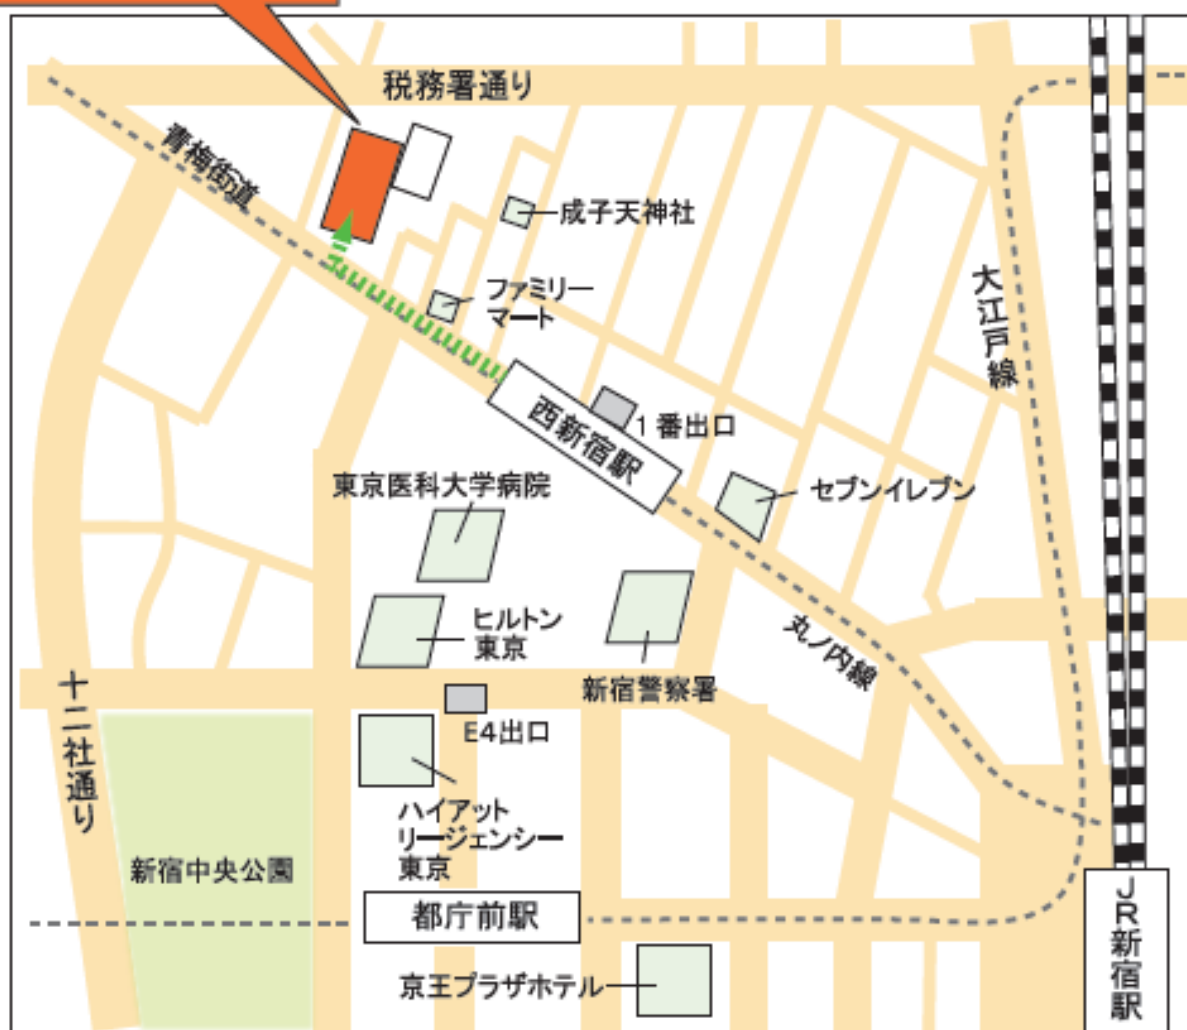 税務署通り
青梅街道
成子天神社
ファミリー
マート
大江戸線
西新宿駅
1番出口
東京医科大学病院
セブンイレブン
ヒルトン
東京
丸ノ内線
新宿警察署
十二社通り
E4出口
ハイアット
リージェンシー
東京
新宿中央公園
都庁前駅
JR新宿駅
京王プラザホテル